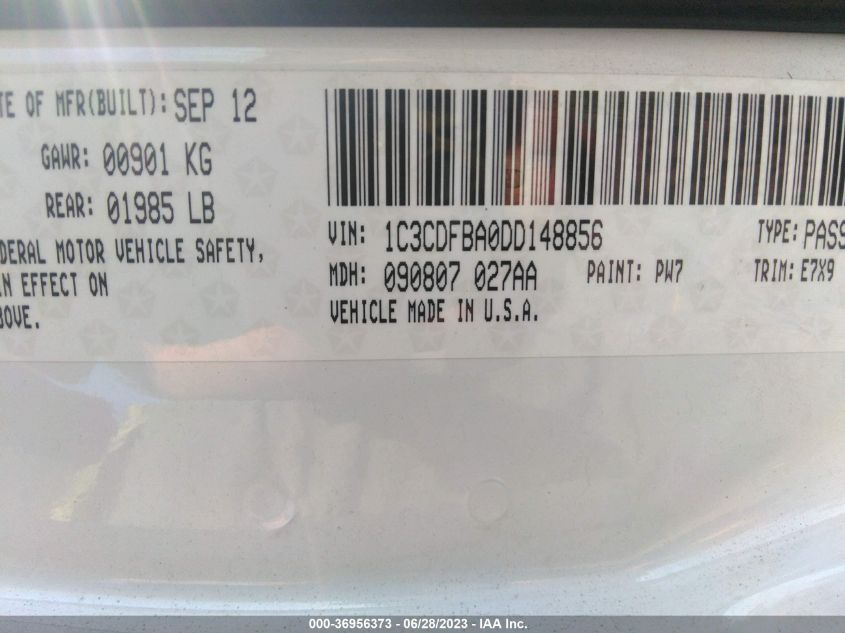 TE OF MFR(BUILT): SEP 12
GAWR: 00901 KG
REAR: 01985 LB
DERAL MOTOR VEHICLE SAFETY,
IN EFFECT ON
BOVE.
VIN: 1C3CDFBA0DD148856 TYPE: PASS
MDH: 090807 027AA PAINT: PW7 TRIM: E7X9
VEHICLE MADE IN U.S.A.
000-36956373 - 06/28/2023 - IAA Inc.